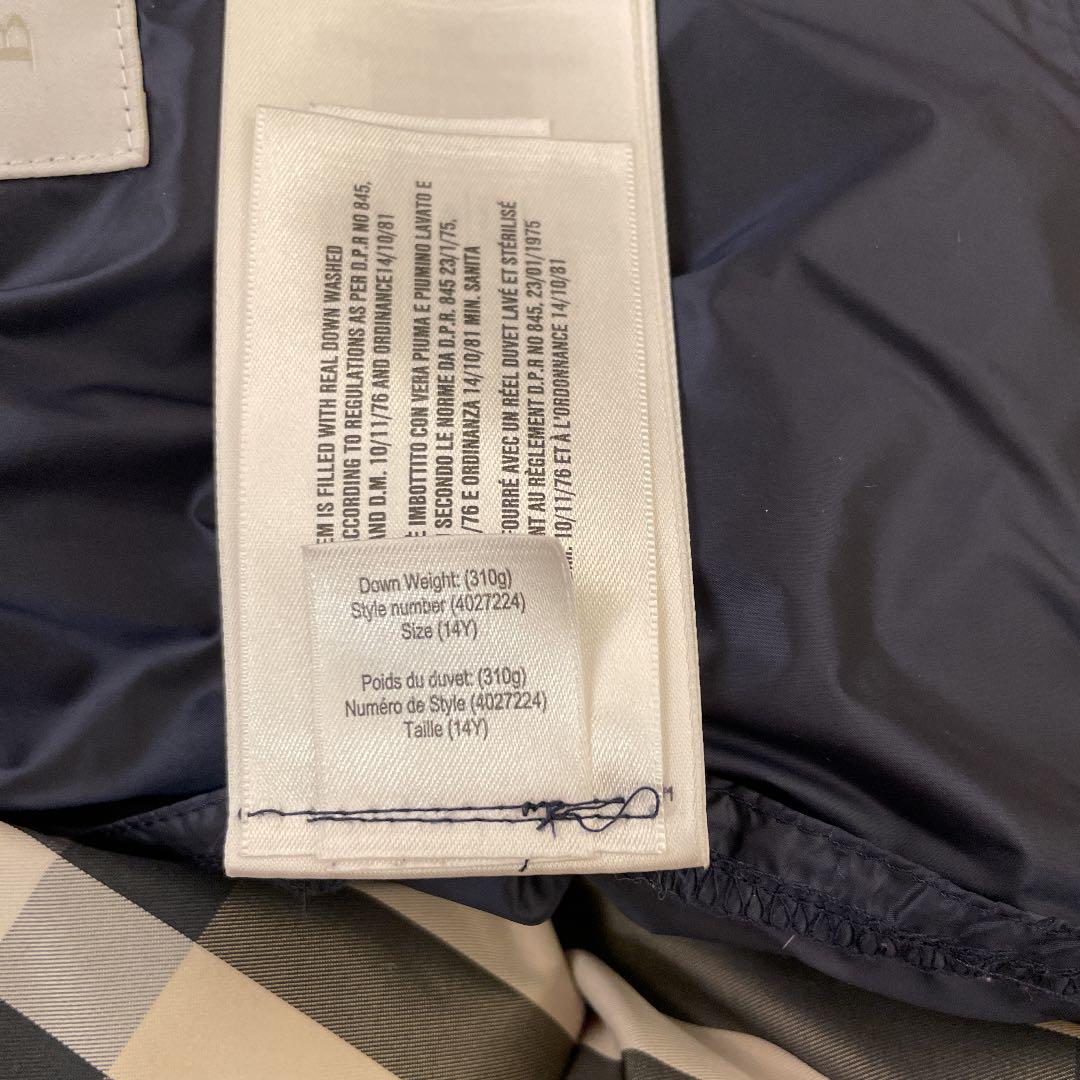 B
EM IS FILLED WITH REAL DOWN WASHED
CCORDING TO REGULATIONS AS PER D.P.R NO 845,
AND D.M. 10/11/76 AND ORDINANCE14/10/81
È IMBOTTITO CON VERA PIUMA E PIUMINO LAVATO E
SECONDO LE NORME DA D.P.R. 845 23/1/75,
/76 E ORDINANZA 14/10/81 MIN. SANITA
FOURRÉ AVEC UN RÉEL DUVET LAVÉ ET STÉRILISÉ
NT AU RÈGLEMENT D.P.R NO 845, 23/01/1975
10/11/76 ET À L'ORDONNANCE 14/10/81
Down Weight: (310g)
Style number (4027224)
Size (14Y)
Poids du duvet: (310g)
Numéro de Style (4027224)
Taille (14Y)